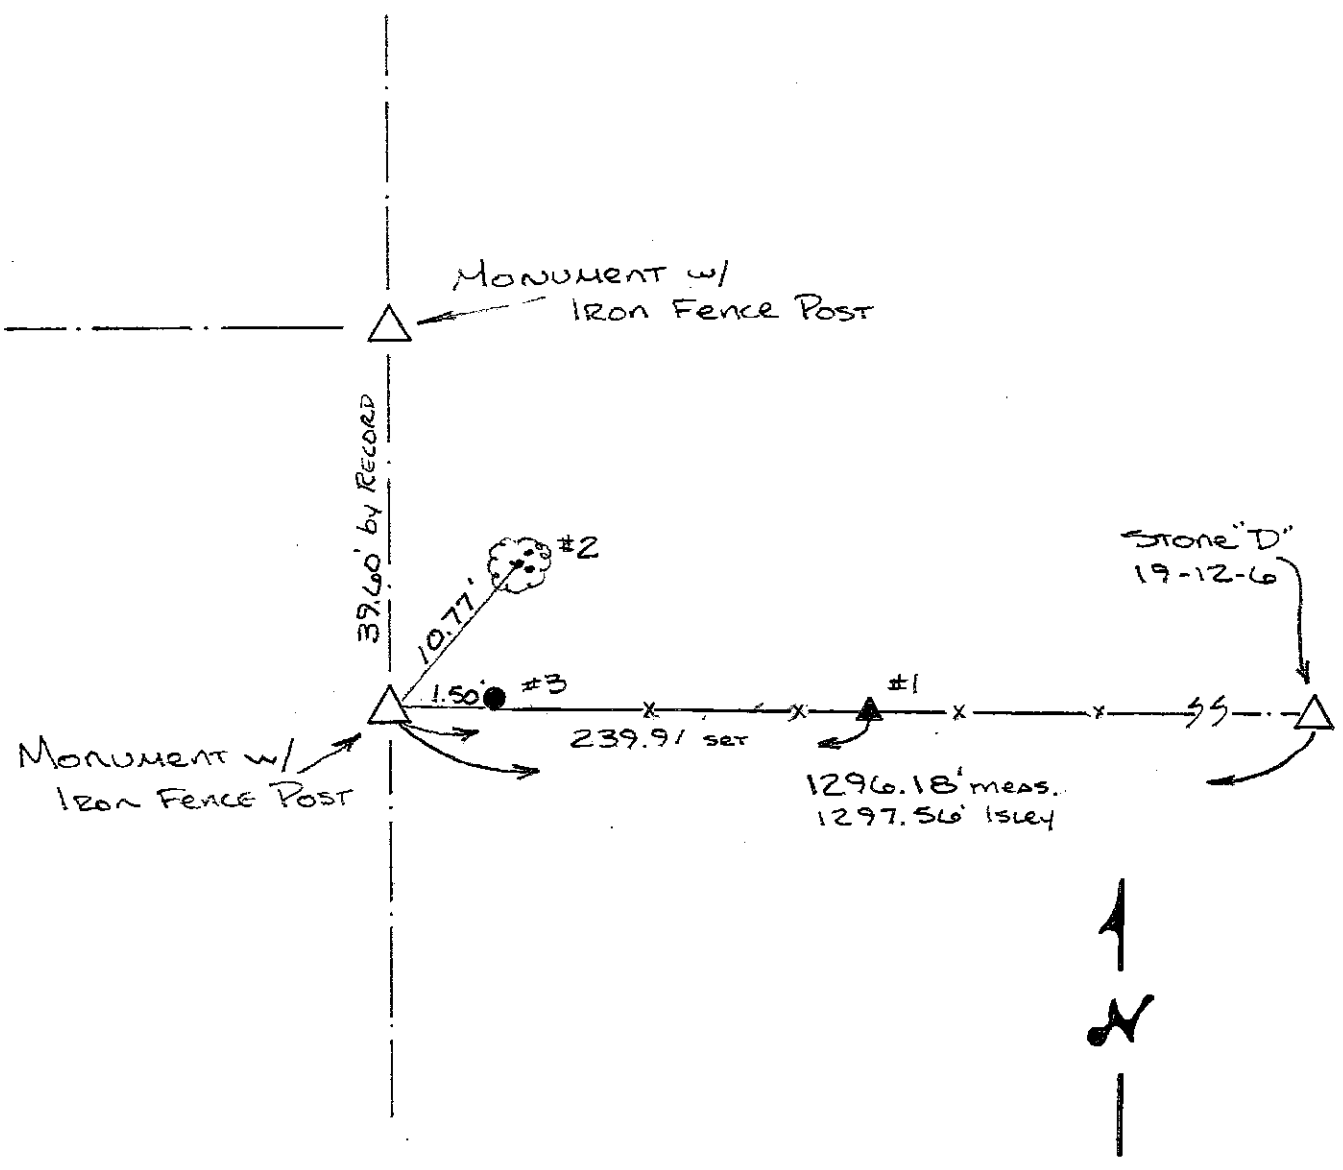 Monument w/
Iron Fence Post
39.60' by Record
#2
10.77'
Stone "D"
19-12-6
1.50'
#3
#1
239.91 set
Monument w/
Iron Fence Post
1296.18' meas.
1297.56' Isley
N